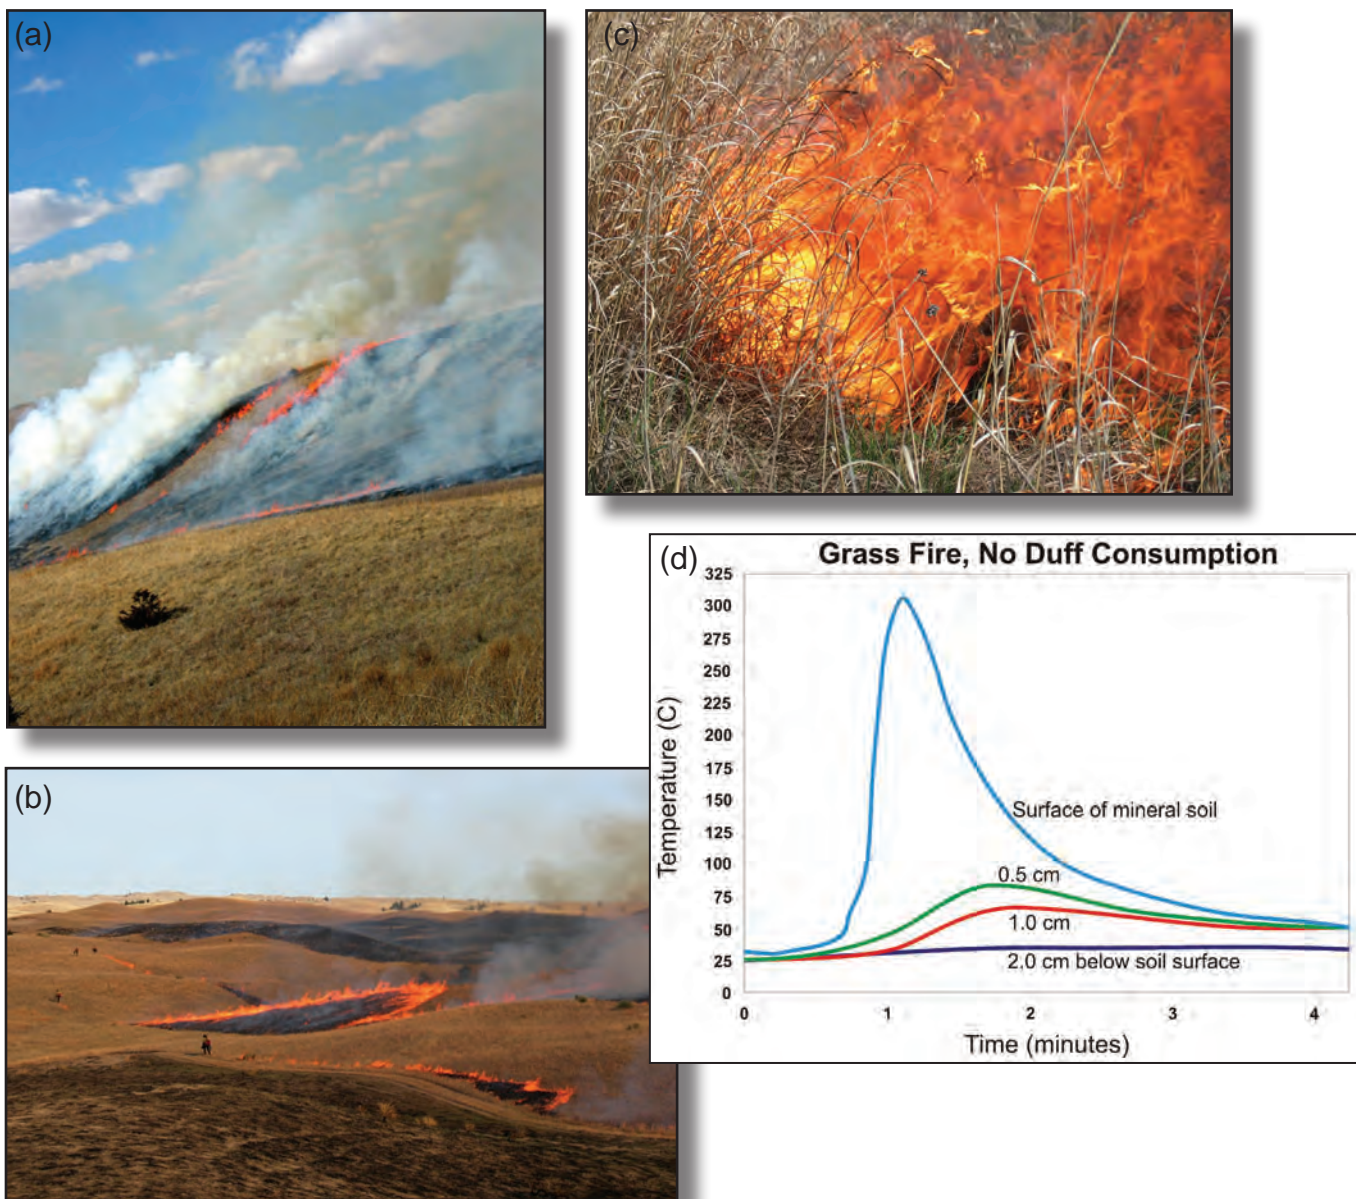 (a)
(c)
(b)
(d)
Grass Fire, No Duff Consumption
325
300
275
250
225
200
175
150
125
100
75
50
25
0
Temperature (C)
Surface of mineral soil
0.5 cm
1.0 cm
2.0 cm below soil surface
0 1 2 3 4
Time (minutes)